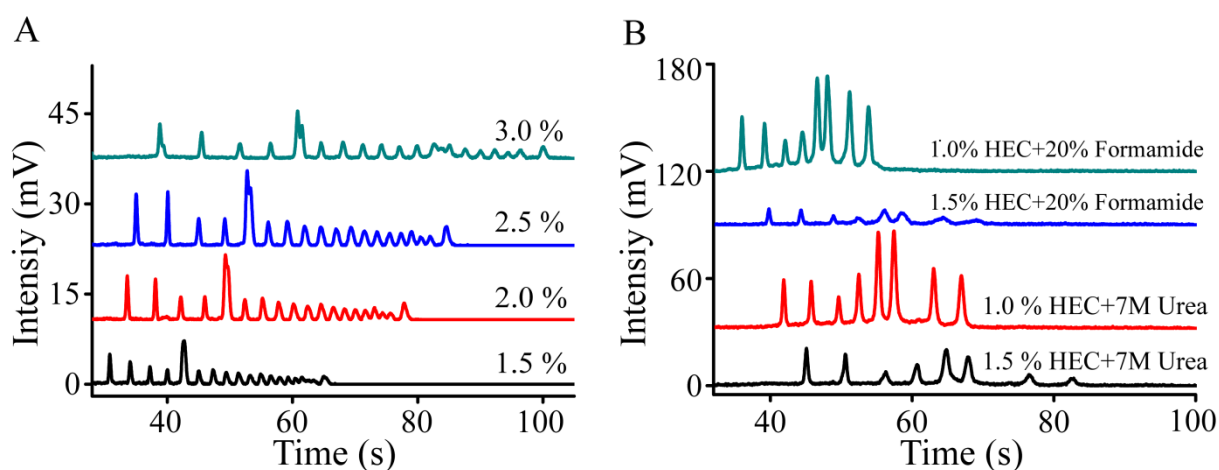 A
Intensiy (mV)
45
30
15
0
3.0 %
2.5 %
2.0 %
1.5 %
40
60
80
100
Time (s)
B
Intensiy (mV)
180
120
60
0
1.0% HEC+20% Formamide
1.5% HEC+20% Formamide
1.0 % HEC+7M Urea
1.5 % HEC+7M Urea
40
60
80
100
Time (s)